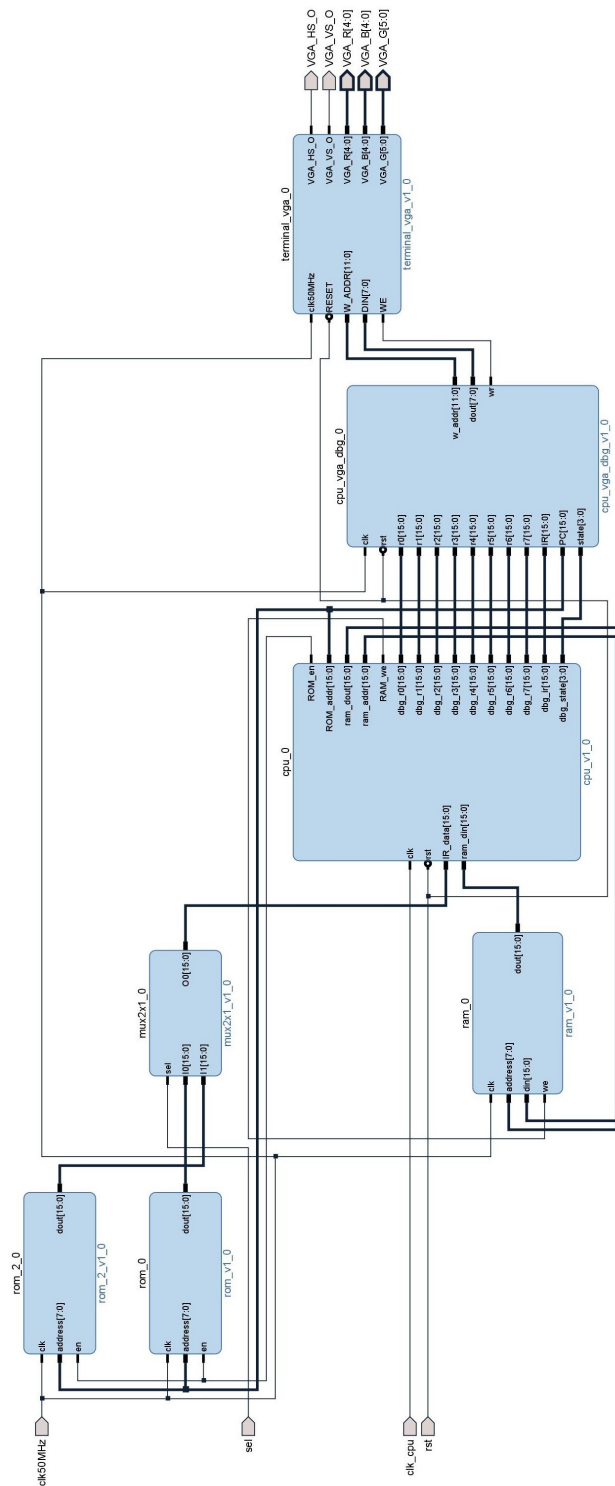 clk50MHz
sel
clk_cpu
rst
rom_2_0
clk
address[7:0]
en
dout[15:0]
rom_2_v1_0
rom_0
clk
address[7:0]
en
dout[15:0]
rom_v1_0
mux2x1_0
sel
I0[15:0]
I1[15:0]
O0[15:0]
mux2x1_v1_0
ram_0
clk
address[7:0]
din[15:0]
we
dout[15:0]
ram_v1_0
cpu_0
clk
rst
IR_data[15:0]
ram_din[15:0]
ROM_en
ROM_addr[15:0]
ram_dout[15:0]
ram_addr[15:0]
RAM_we
dbg_r0[15:0]
dbg_r1[15:0]
dbg_r2[15:0]
dbg_r3[15:0]
dbg_r4[15:0]
dbg_r5[15:0]
dbg_r6[15:0]
dbg_r7[15:0]
dbg_ir[15:0]
dbg_state[3:0]
cpu_v1_0
cpu_vga_dbg_0
clk
rst
r0[15:0]
r1[15:0]
r2[15:0]
r3[15:0]
r4[15:0]
r5[15:0]
r6[15:0]
r7[15:0]
IR[15:0]
PC[15:0]
state[3:0]
w_addr[11:0]
dout[7:0]
wr
cpu_vga_dbg_v1_0
terminal_vga_0
clk50MHz
RESET
W_ADDR[11:0]
DIN[7:0]
WE
VGA_HS_O
VGA_VS_O
VGA_R[4:0]
VGA_B[4:0]
VGA_G[5:0]
terminal_vga_v1_0
VGA_HS_O
VGA_VS_O
VGA_R[4:0]
VGA_B[4:0]
VGA_G[5:0]